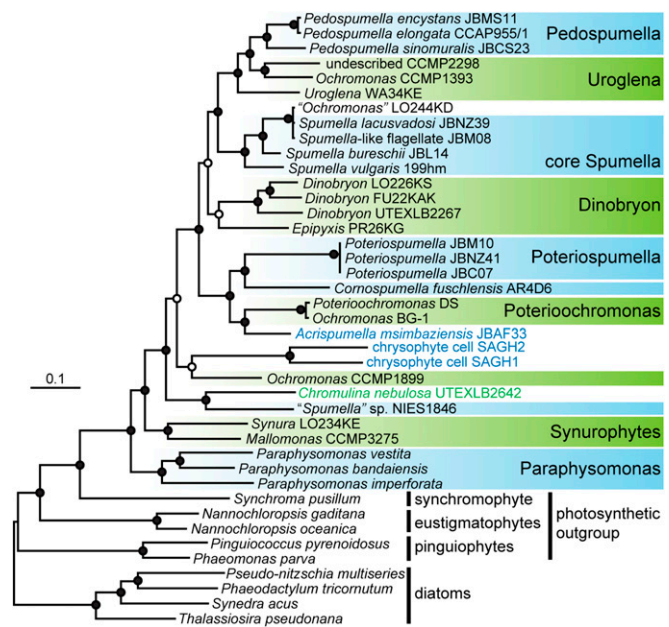 Pedospumella encystans JBMS11
Pedospumella elongata CCAP955/1
Pedospumella
Pedospumella sinomuralis JBCS23
undescribed CCMP2298
Ochromonas CCMP1393
Uroglena
Uroglena WA34KE
"Ochromonas" LO244KD
Spumella lacusvadosi JBNZ39
Spumella-like flagellate JBM08
Spumella bureschii JBL14
core Spumella
Spumella vulgaris 199hm
Dinobryon LO226KS
Dinobryon FU22KAK
Dinobryon
Dinobryon UTEXLB2267
Epipyxis PR26KG
Poteriospumella JBM10
Poteriospumella JBNZ41
Poteriospumella
Poteriospumella JBC07
Cornospumella fuschlensis AR4D6
Poterioochromonas DS
Poterioochromonas
Ochromonas BG-1
Acrispumella msimbaziensis JBAF33
chrysophyte cell SAGH2
chrysophyte cell SAGH1
Ochromonas CCMP1899
0.1
Chromulina nebulosa UTEXLB2642
"Spumella" sp. NIES1846
Synura LO234KE
Synurophytes
Mallomonas CCMP3275
Paraphysomonas vestita
Paraphysomonas bandaiensis
Paraphysomonas
Paraphysomonas imperforata
Synchroma pusillum
synchromophyte
Nannochloropsis gaditana
eustigmatophytes
Nannochloropsis oceanica
photosynthetic
outgroup
Pinguiococcus pyrenoidosus
pinguiophytes
Phaeomonas parva
Pseudo-nitzschia multiseries
Phaeodactylum tricornutum
diatoms
Synedra acus
Thalassiosira pseudonana